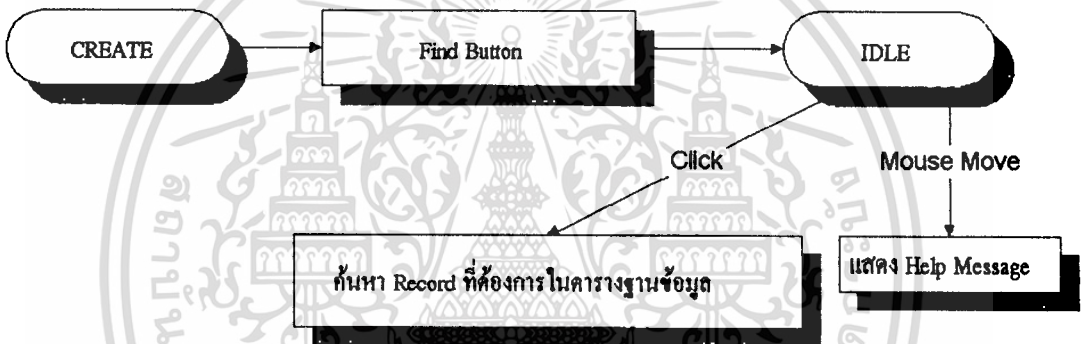 CREATE
Find Button
IDLE
Click
Mouse Move
ค้นหา Record ที่ต้องการในตารางฐานข้อมูล
แสดง Help Message